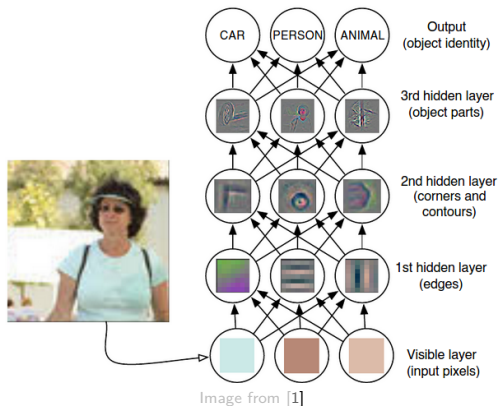 CAR
PERSON
ANIMAL
Output
(object identity)
3rd hidden layer
(object parts)
2nd hidden layer
(corners and
contours)
1st hidden layer
(edges)
Visible layer
(input pixels)
Image from [1]